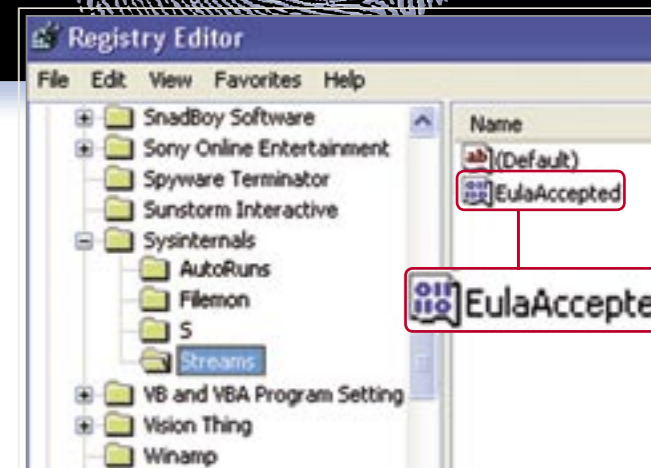 Registry Editor
File Edit View Favorites Help
SnadBoy Software
Sony Online Entertainment
Spyware Terminator
Sunstorm Interactive
Sysinternals
AutoRuns
Filemon
S
Streams
VB and VBA Program Setting
Vision Thing
Winamp
Name
(Default)
EulaAccepted
EulaAccepte